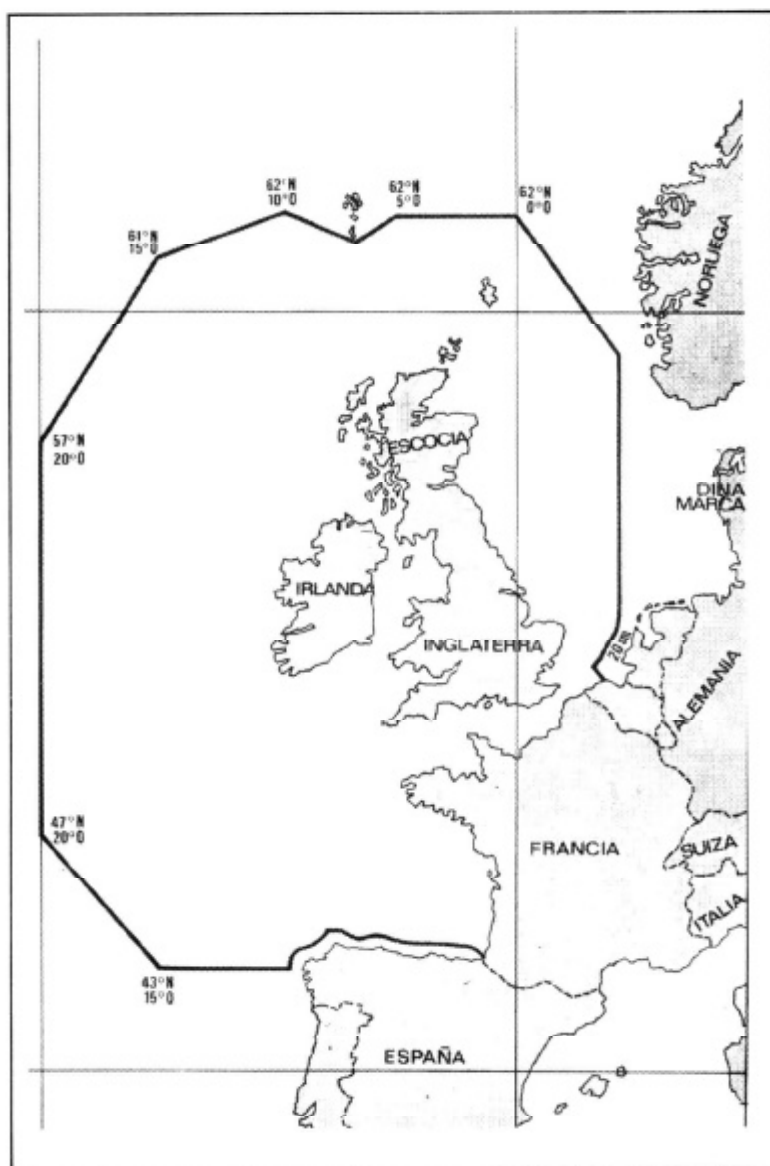 62°N
10°O
62°N
5°O
62°N
0°O
61°N
15°O
NORUEGA
57°N
20°O
ESCOCIA
DINA
MARCA
IRLANDA
INGLATERRA
20 m
ALEMANIA
47°N
20°O
FRANCIA
SUIZA
ITALIA
43°N
15°O
ESPAÑA